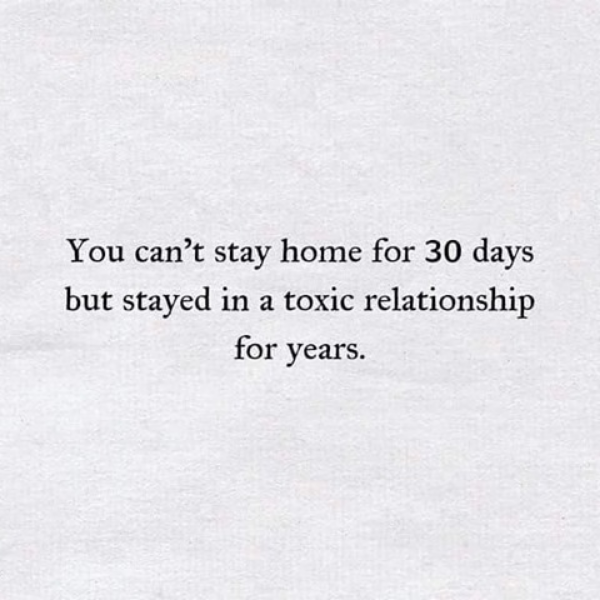 You can’t stay home for 30 days
but stayed in a toxic relationship
for years.